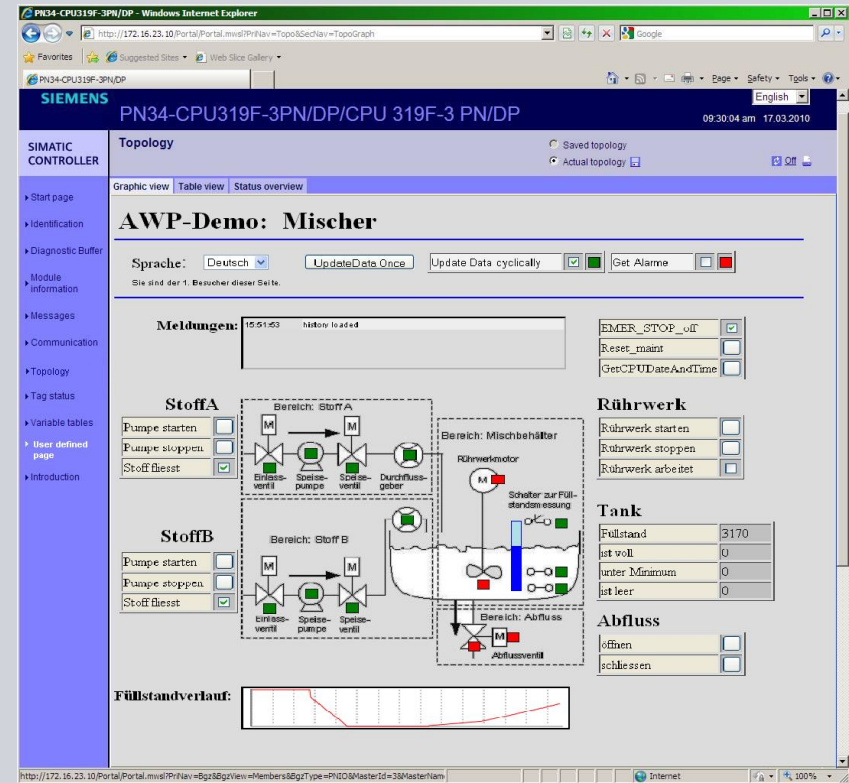 PN34-CPU319F-3PN/DP - Windows Internet Explorer
http://172.16.23.10/Portal/Portal.mwsl?PriNav=Topo&SecNav=TopoGraph
Google
Favorites Suggested Sites Web Slice Gallery
PN34-CPU319F-3PN/DP Page Safety Tools
SIEMENS
English
PN34-CPU319F-3PN/DP/CPU 319F-3 PN/DP
09:30:04 am 17.03.2010
SIMATIC
CONTROLLER
Topology
Saved topology
Actual topology
Off
Graphic view Table view Status overview
Start page
Identification
Diagnostic Buffer
Module
information
Messages
Communication
Topology
Tag status
Variable tables
User defined
page
Introduction
AWP-Demo: Mischer
Sprache: Deutsch UpdateData Once Update Data cyclically Get Alarme
Sie sind der 1. Besucher dieser Seite.
Meldungen: 15:51:53 history loaded
EMER_STOP_off
Reset_maint
GetCPUDateAndTime
StoffA
Pumpe starten
Pumpe stoppen
Stoff fliesst
Bereich: Stoff A
M M
Einlass-
ventil
Speise-
pumpe
Speise-
ventil
Durchfluss-
geber
Bereich: Mischbehälter
Rührwerkmotor
M
Schalter zur Füll-
standsmessung
Rührwerk
Rührwerk starten
Rührwerk stoppen
Rührwerk arbeitet
StoffB
Pumpe starten
Pumpe stoppen
Stoff fliesst
Bereich: Stoff B
M M
Einlass-
ventil
Speise-
pumpe
Speise-
ventil
Tank
Füllstand 3170
ist voll 0
unter Minimum 0
ist leer 0
Bereich: Abfluss
M
Abflussventil
Abfluss
öffnen
schliessen
Füllstandverlauf:
http://172.16.23.10/Portal/Portal.mwsl?PriNav=Bgz&BgzView=Members&BgzType=PNIO&MasterId=3&MasterNam
Internet 100%